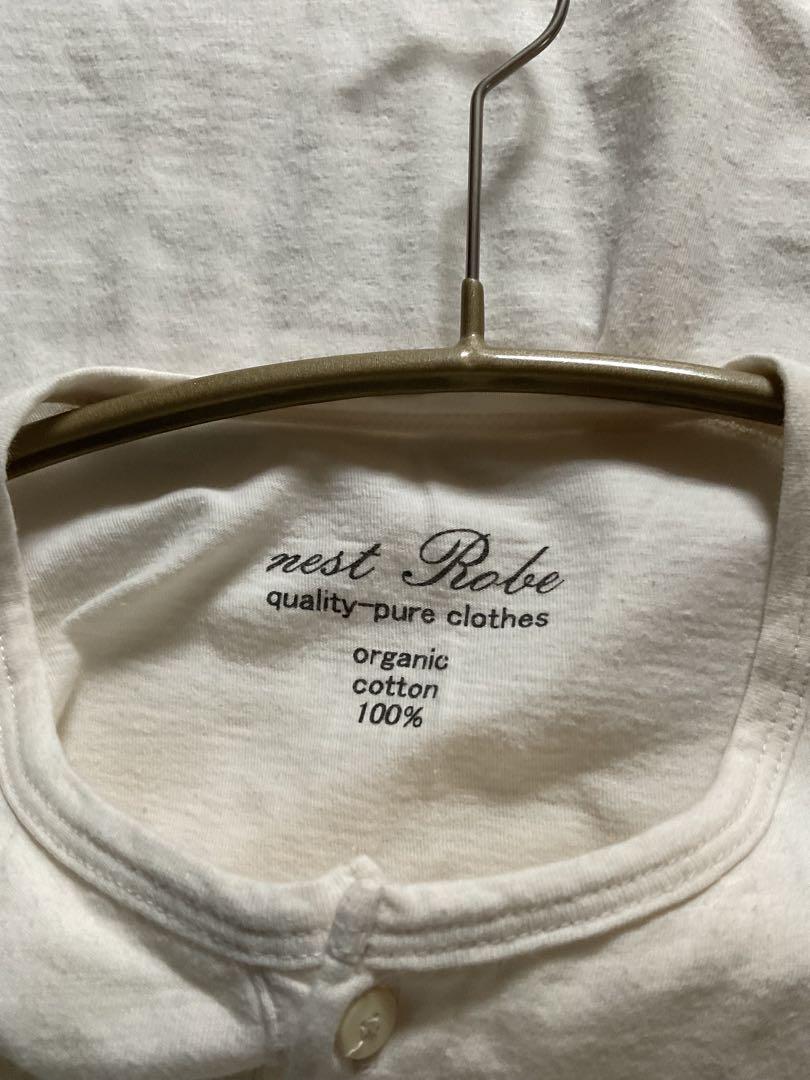 nest Robe
quality-pure clothes
organic
cotton
100%